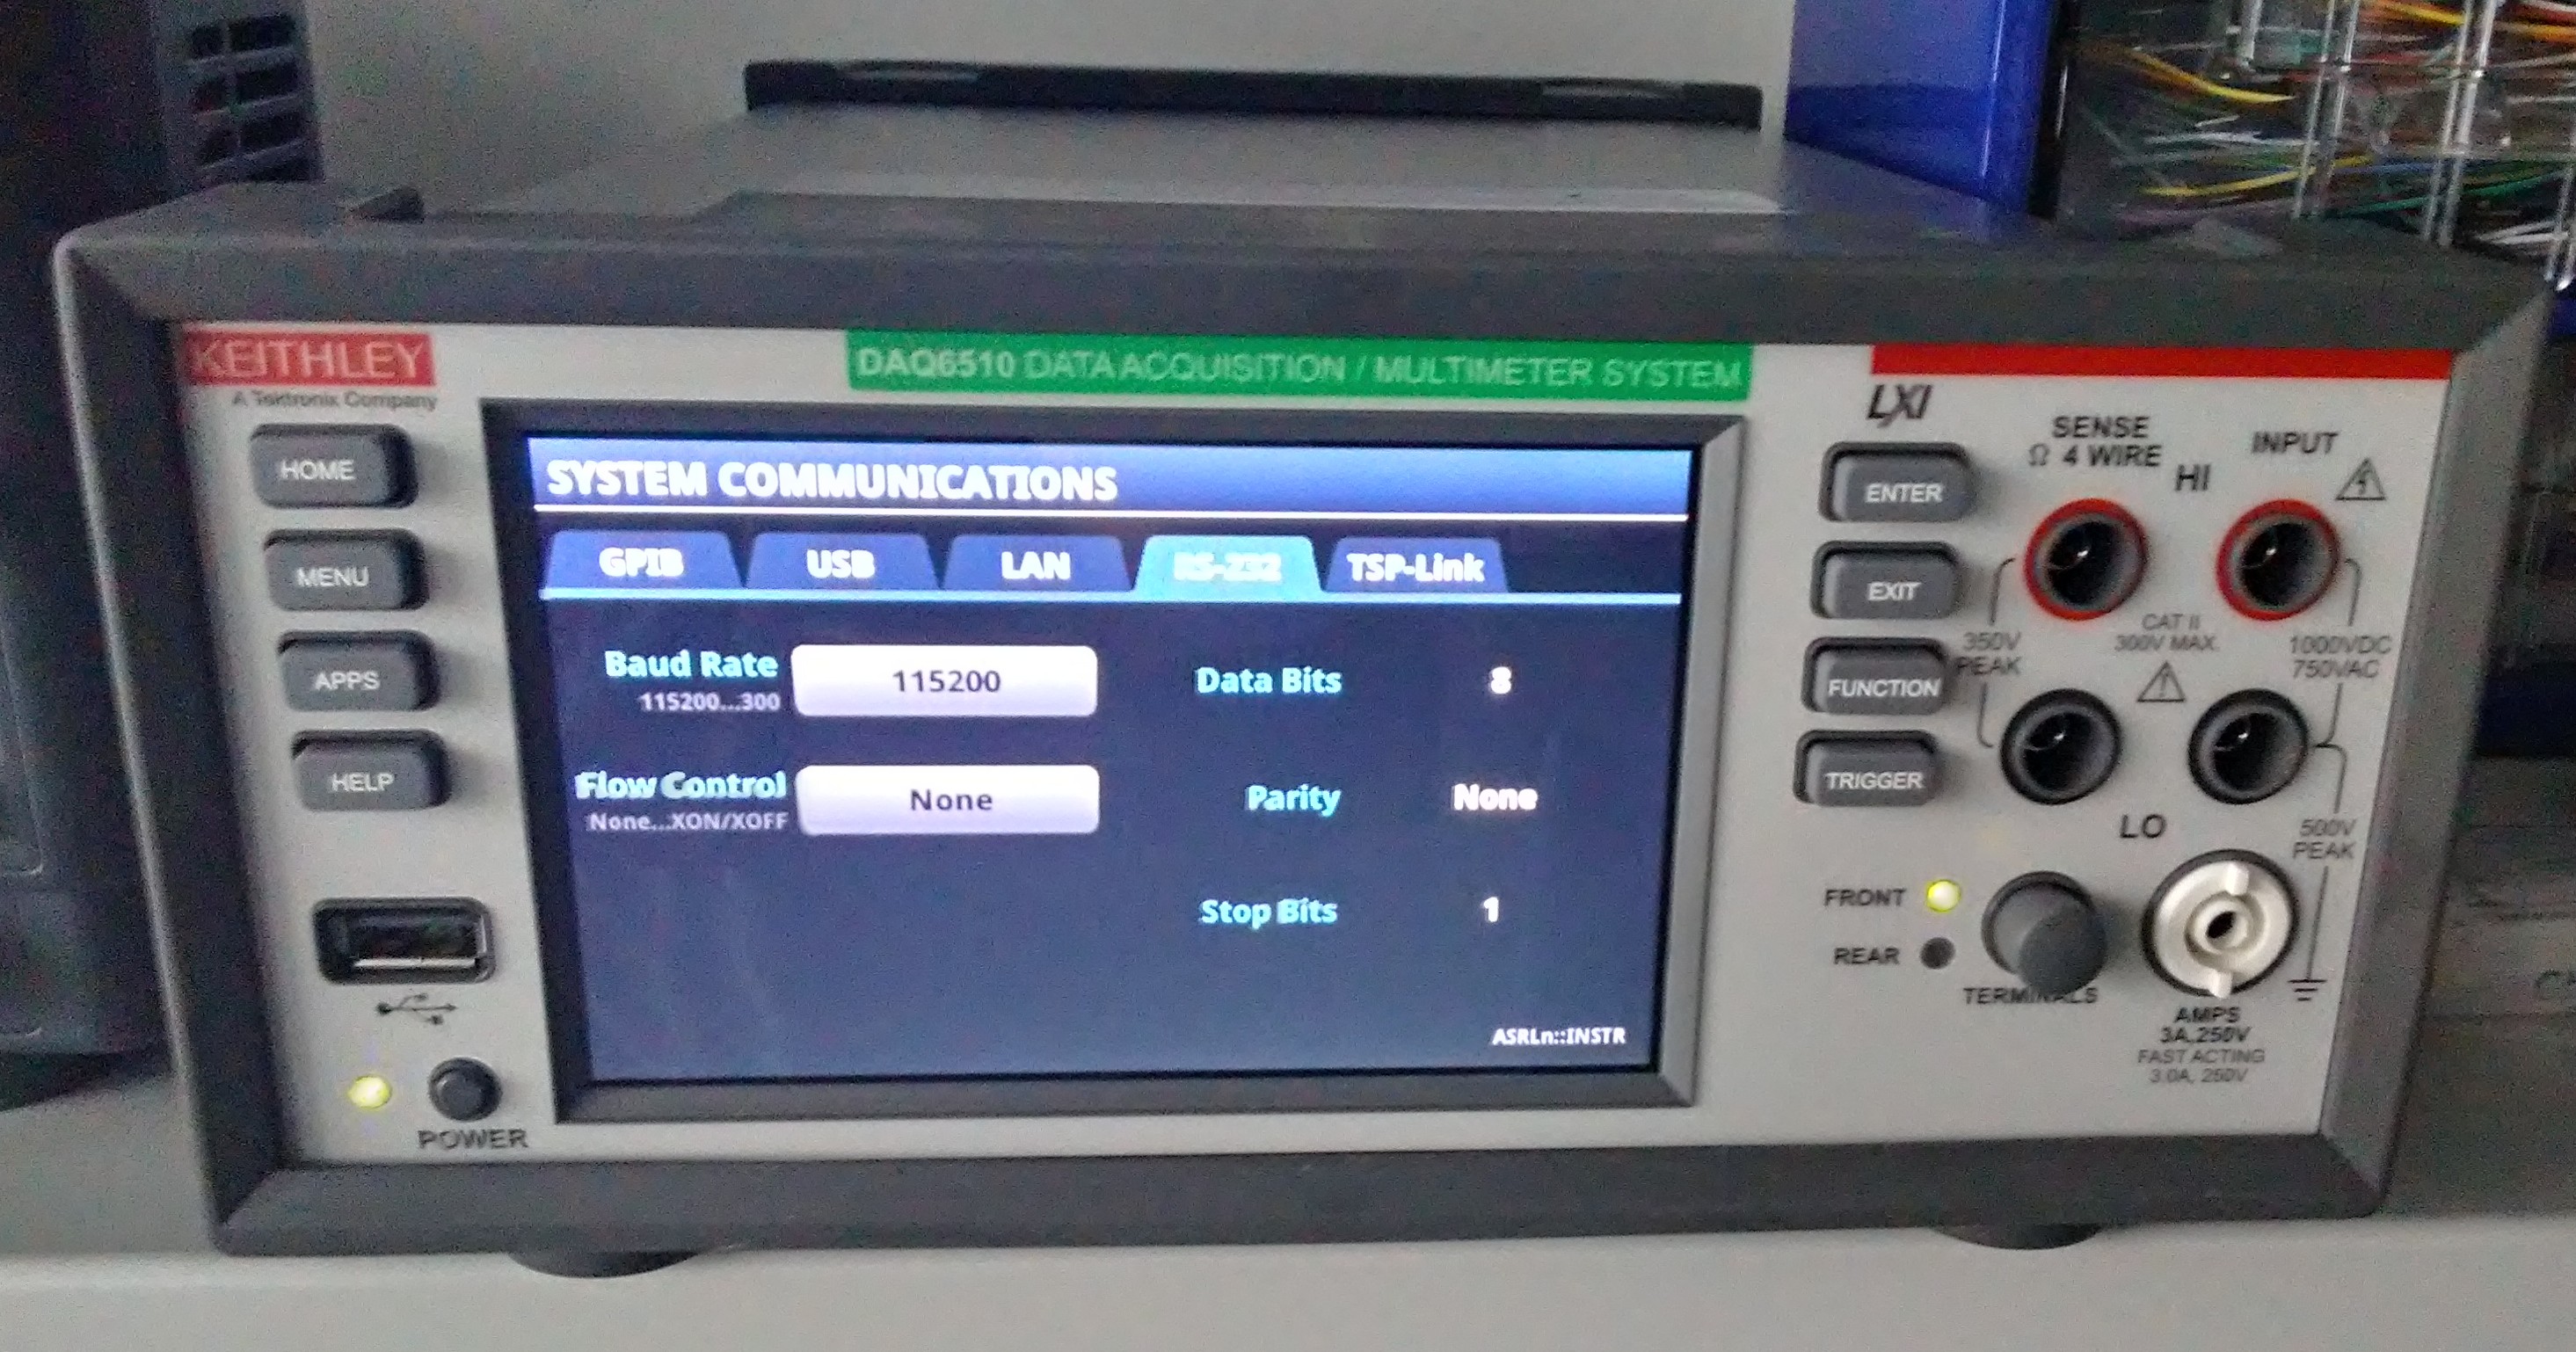 KEITHLEY
A Tektronix Company
DAQ6510 DATA ACQUISITION / MULTIMETER SYSTEM
LXI
HOME
MENU
APPS
HELP
POWER
SYSTEM COMMUNICATIONS
GPIB USB LAN RS-232 TSP-Link
Baud Rate 115200 Data Bits 8
115200...300
Flow Control None Parity None
None...XON/XOFF
Stop Bits 1
ASRLn::INSTR
ENTER
EXIT
FUNCTION
TRIGGER
SENSE INPUT
Ω 4 WIRE
HI
CAT II
300V MAX.
350V
PEAK
1000VDC
750VAC
LO
500V
PEAK
FRONT
REAR
TERMINALS
AMPS
3A,250V
FAST ACTING
3.0A, 250V